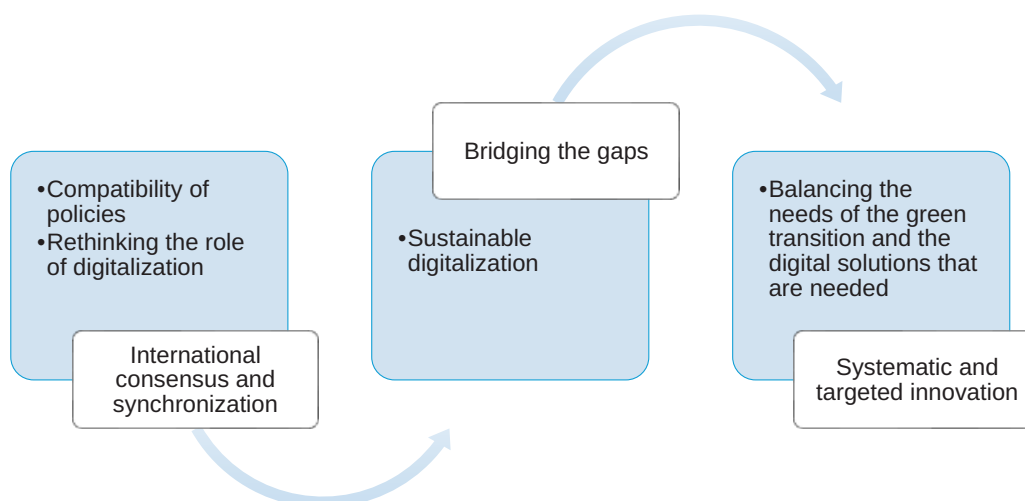 •Compatibility of
policies
•Rethinking the role
of digitalization
International
consensus and
synchronization
Bridging the gaps
•Sustainable
digitalization
•Balancing the
needs of the green
transition and the
digital solutions that
are needed
Systematic and
targeted innovation